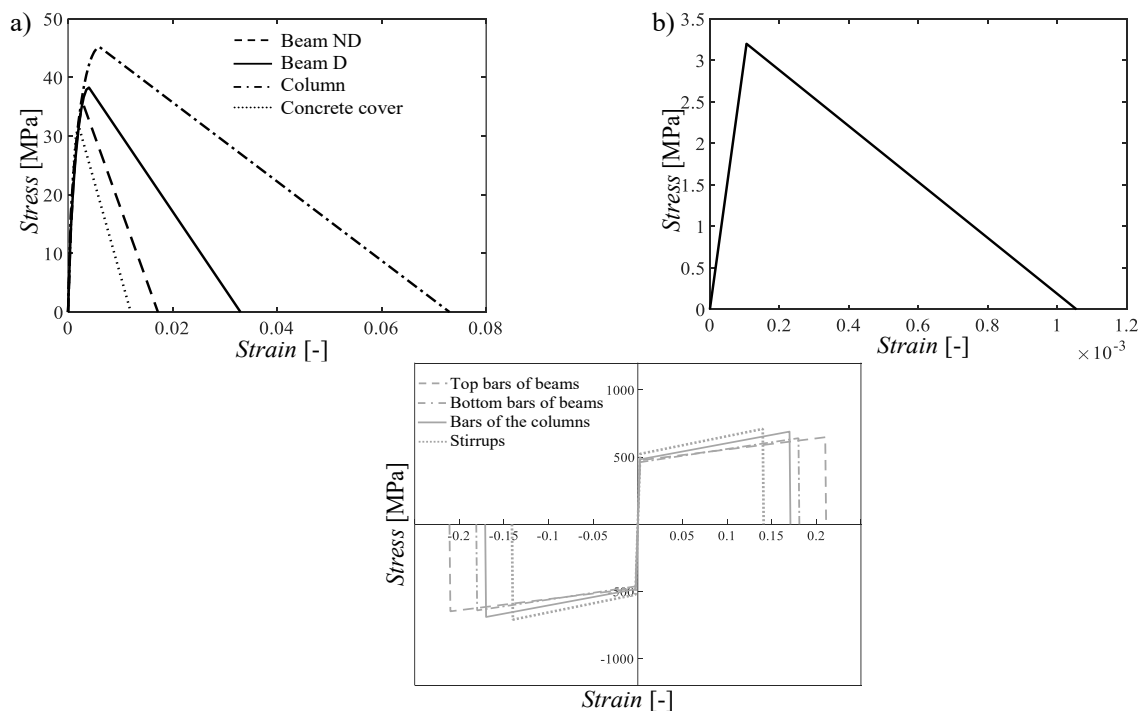 a)
50
40
30
20
10
0
Stress [MPa]
Beam ND
Beam D
Column
Concrete cover
0 0.02 0.04 0.06 0.08
Strain [-]
b)
3.5
3
2.5
2
1.5
1
0.5
0
Stress [MPa]
0 0.2 0.4 0.6 0.8 1 1.2
Strain [-]
×10⁻³
Top bars of beams
Bottom bars of beams
Bars of the columns
Stirrups
1000
500
-0.2 -0.15 -0.1 -0.05 0.05 0.1 0.15 0.2
-500
-1000
Stress [MPa]
Strain [-]